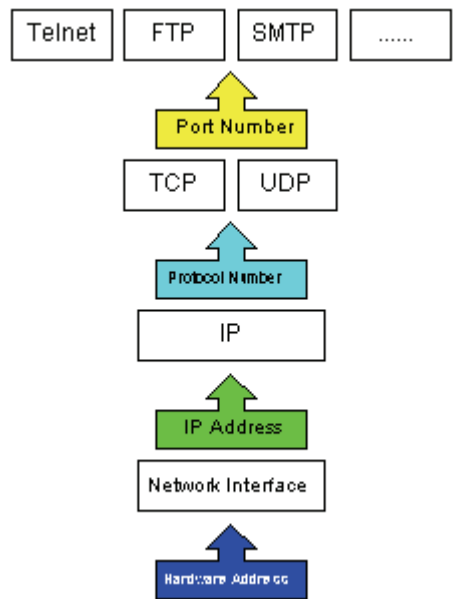 Telnet FTP SMTP ......
Port Number
TCP UDP
Protocol Number
IP
IP Address
Network Interface
Hardware Address